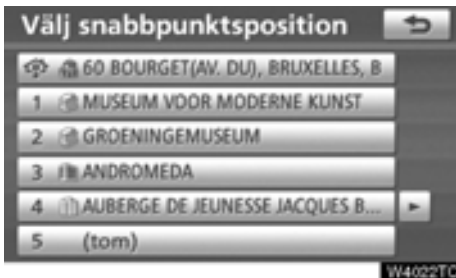 Välj snabbpunktsposition
60 BOURGET(AV. DU), BRUXELLES, B
1 MUSEUM VOOR MODERNE KUNST
2 GROENINGEMUSEUM
3 ANDROMEDA
4 AUBERGE DE JEUNESSE JACQUES B...
5 (tom)
W4022TC